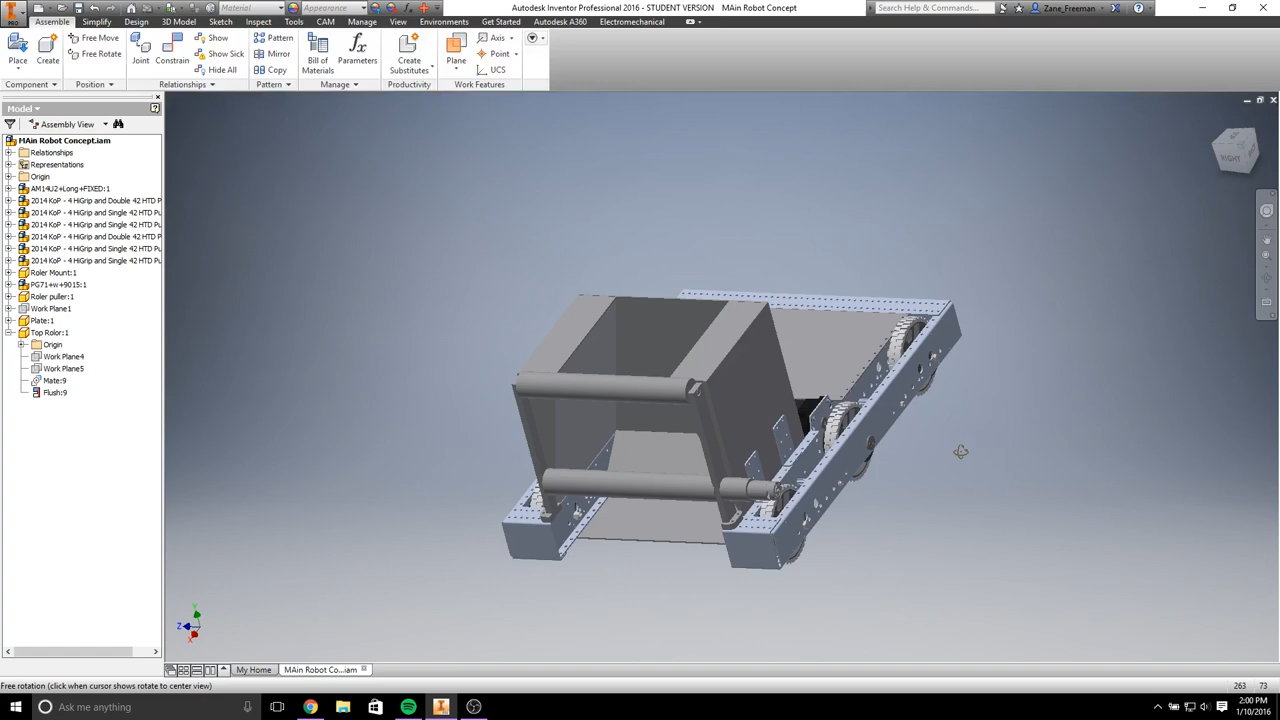 Autodesk Inventor Professional 2016 - STUDENT VERSION   MAin Robot Concept
Material
Appearance
Search Help & Commands...
Zane_Freeman
PRO
Assemble Simplify Design 3D Model Sketch Inspect Tools CAM Manage View Environments Get Started Autodesk A360 Electromechanical
Place
Create
Free Move
Free Rotate
Joint
Constrain
Show
Show Sick
Hide All
Pattern
Mirror
Copy
Bill of Materials
Parameters
Create Substitutes
Plane
Axis
Point
UCS
Component Position Relationships Pattern Manage Productivity Work Features
Model
Assembly View
MAin Robot Concept.iam
Relationships
Representations
Origin
AM14U2+Long+FIXED:1
2014 KoP - 4 HiGrip and Double 42 HTD P
2014 KoP - 4 HiGrip and Single 42 HTD Pu
2014 KoP - 4 HiGrip and Single 42 HTD Pu
2014 KoP - 4 HiGrip and Double 42 HTD P
2014 KoP - 4 HiGrip and Single 42 HTD Pu
2014 KoP - 4 HiGrip and Single 42 HTD Pu
Roler Mount:1
PG71+w+9015:1
Roler puller:1
Work Plane1
Plate:1
Top Rolor:1
Origin
Work Plane4
Work Plane5
Mate:9
Flush:9
RIGHT
Y
Z
X
My Home
MAin Robot Co...iam
Free rotation (click when cursor shows rotate to center view)
263 73
Ask me anything
2:00 PM
1/10/2016